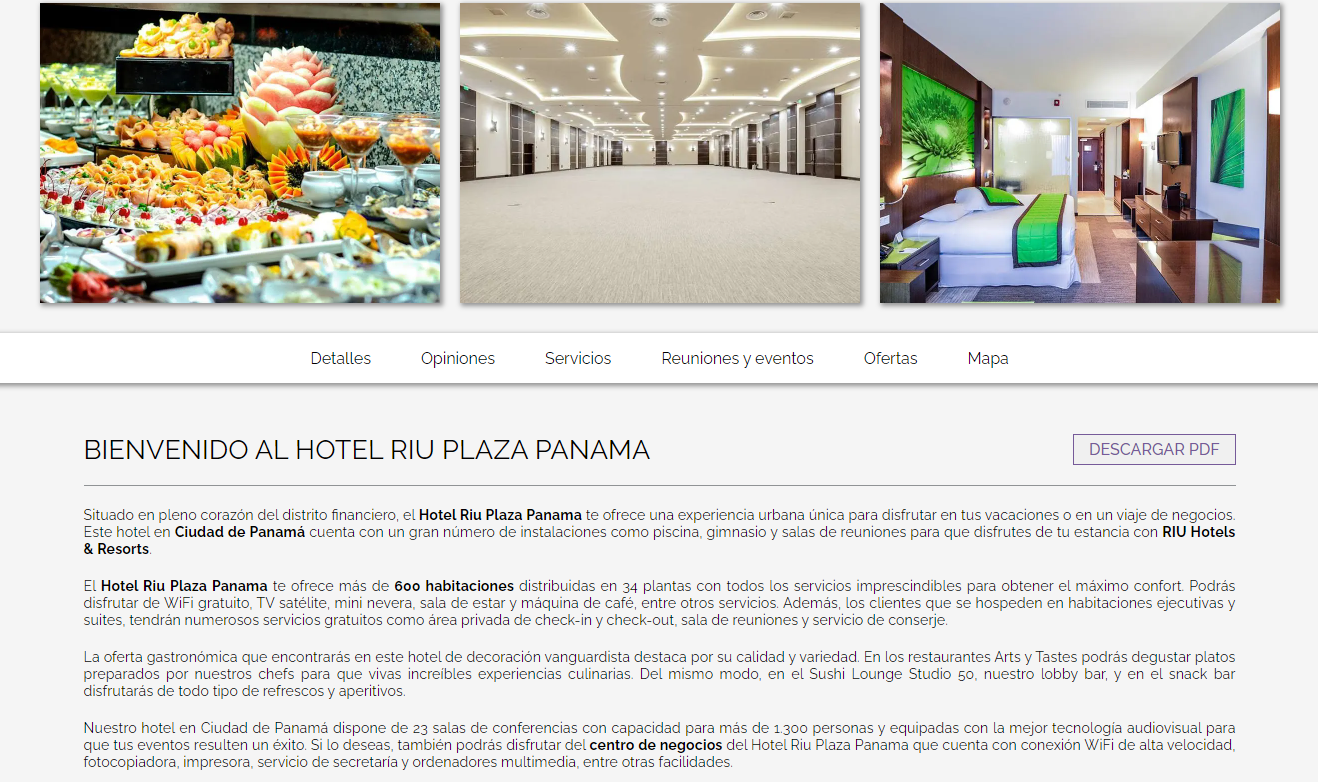 Detalles Opiniones Servicios Reuniones y eventos Ofertas Mapa
BIENVENIDO AL HOTEL RIU PLAZA PANAMA
DESCARGAR PDF
Situado en pleno corazón del distrito financiero, el Hotel Riu Plaza Panama te ofrece una experiencia urbana única para disfrutar en tus vacaciones o en un viaje de negocios.
Este hotel en Ciudad de Panamá cuenta con un gran número de instalaciones como piscina, gimnasio y salas de reuniones para que disfrutes de tu estancia con RIU Hotels
& Resorts.
El Hotel Riu Plaza Panama te ofrece más de 600 habitaciones distribuidas en 34 plantas con todos los servicios imprescindibles para obtener el máximo confort. Podrás
disfrutar de WiFi gratuito, TV satélite, mini nevera, sala de estar y máquina de café, entre otros servicios. Además, los clientes que se hospeden en habitaciones ejecutivas y
suites, tendrán numerosos servicios gratuitos como área privada de check-in y check-out, sala de reuniones y servicio de conserje.
La oferta gastronómica que encontrarás en este hotel de decoración vanguardista destaca por su calidad y variedad. En los restaurantes Arts y Tastes podrás degustar platos
preparados por nuestros chefs para que vivas increíbles experiencias culinarias. Del mismo modo, en el Sushi Lounge Studio 50, nuestro lobby bar, y en el snack bar
disfrutarás de todo tipo de refrescos y aperitivos.
Nuestro hotel en Ciudad de Panamá dispone de 23 salas de conferencias con capacidad para más de 1.300 personas y equipadas con la mejor tecnología audiovisual para
que tus eventos resulten un éxito. Si lo deseas, también podrás disfrutar del centro de negocios del Hotel Riu Plaza Panama que cuenta con conexión WiFi de alta velocidad,
fotocopiadora, impresora, servicio de secretaría y ordenadores multimedia, entre otras facilidades.